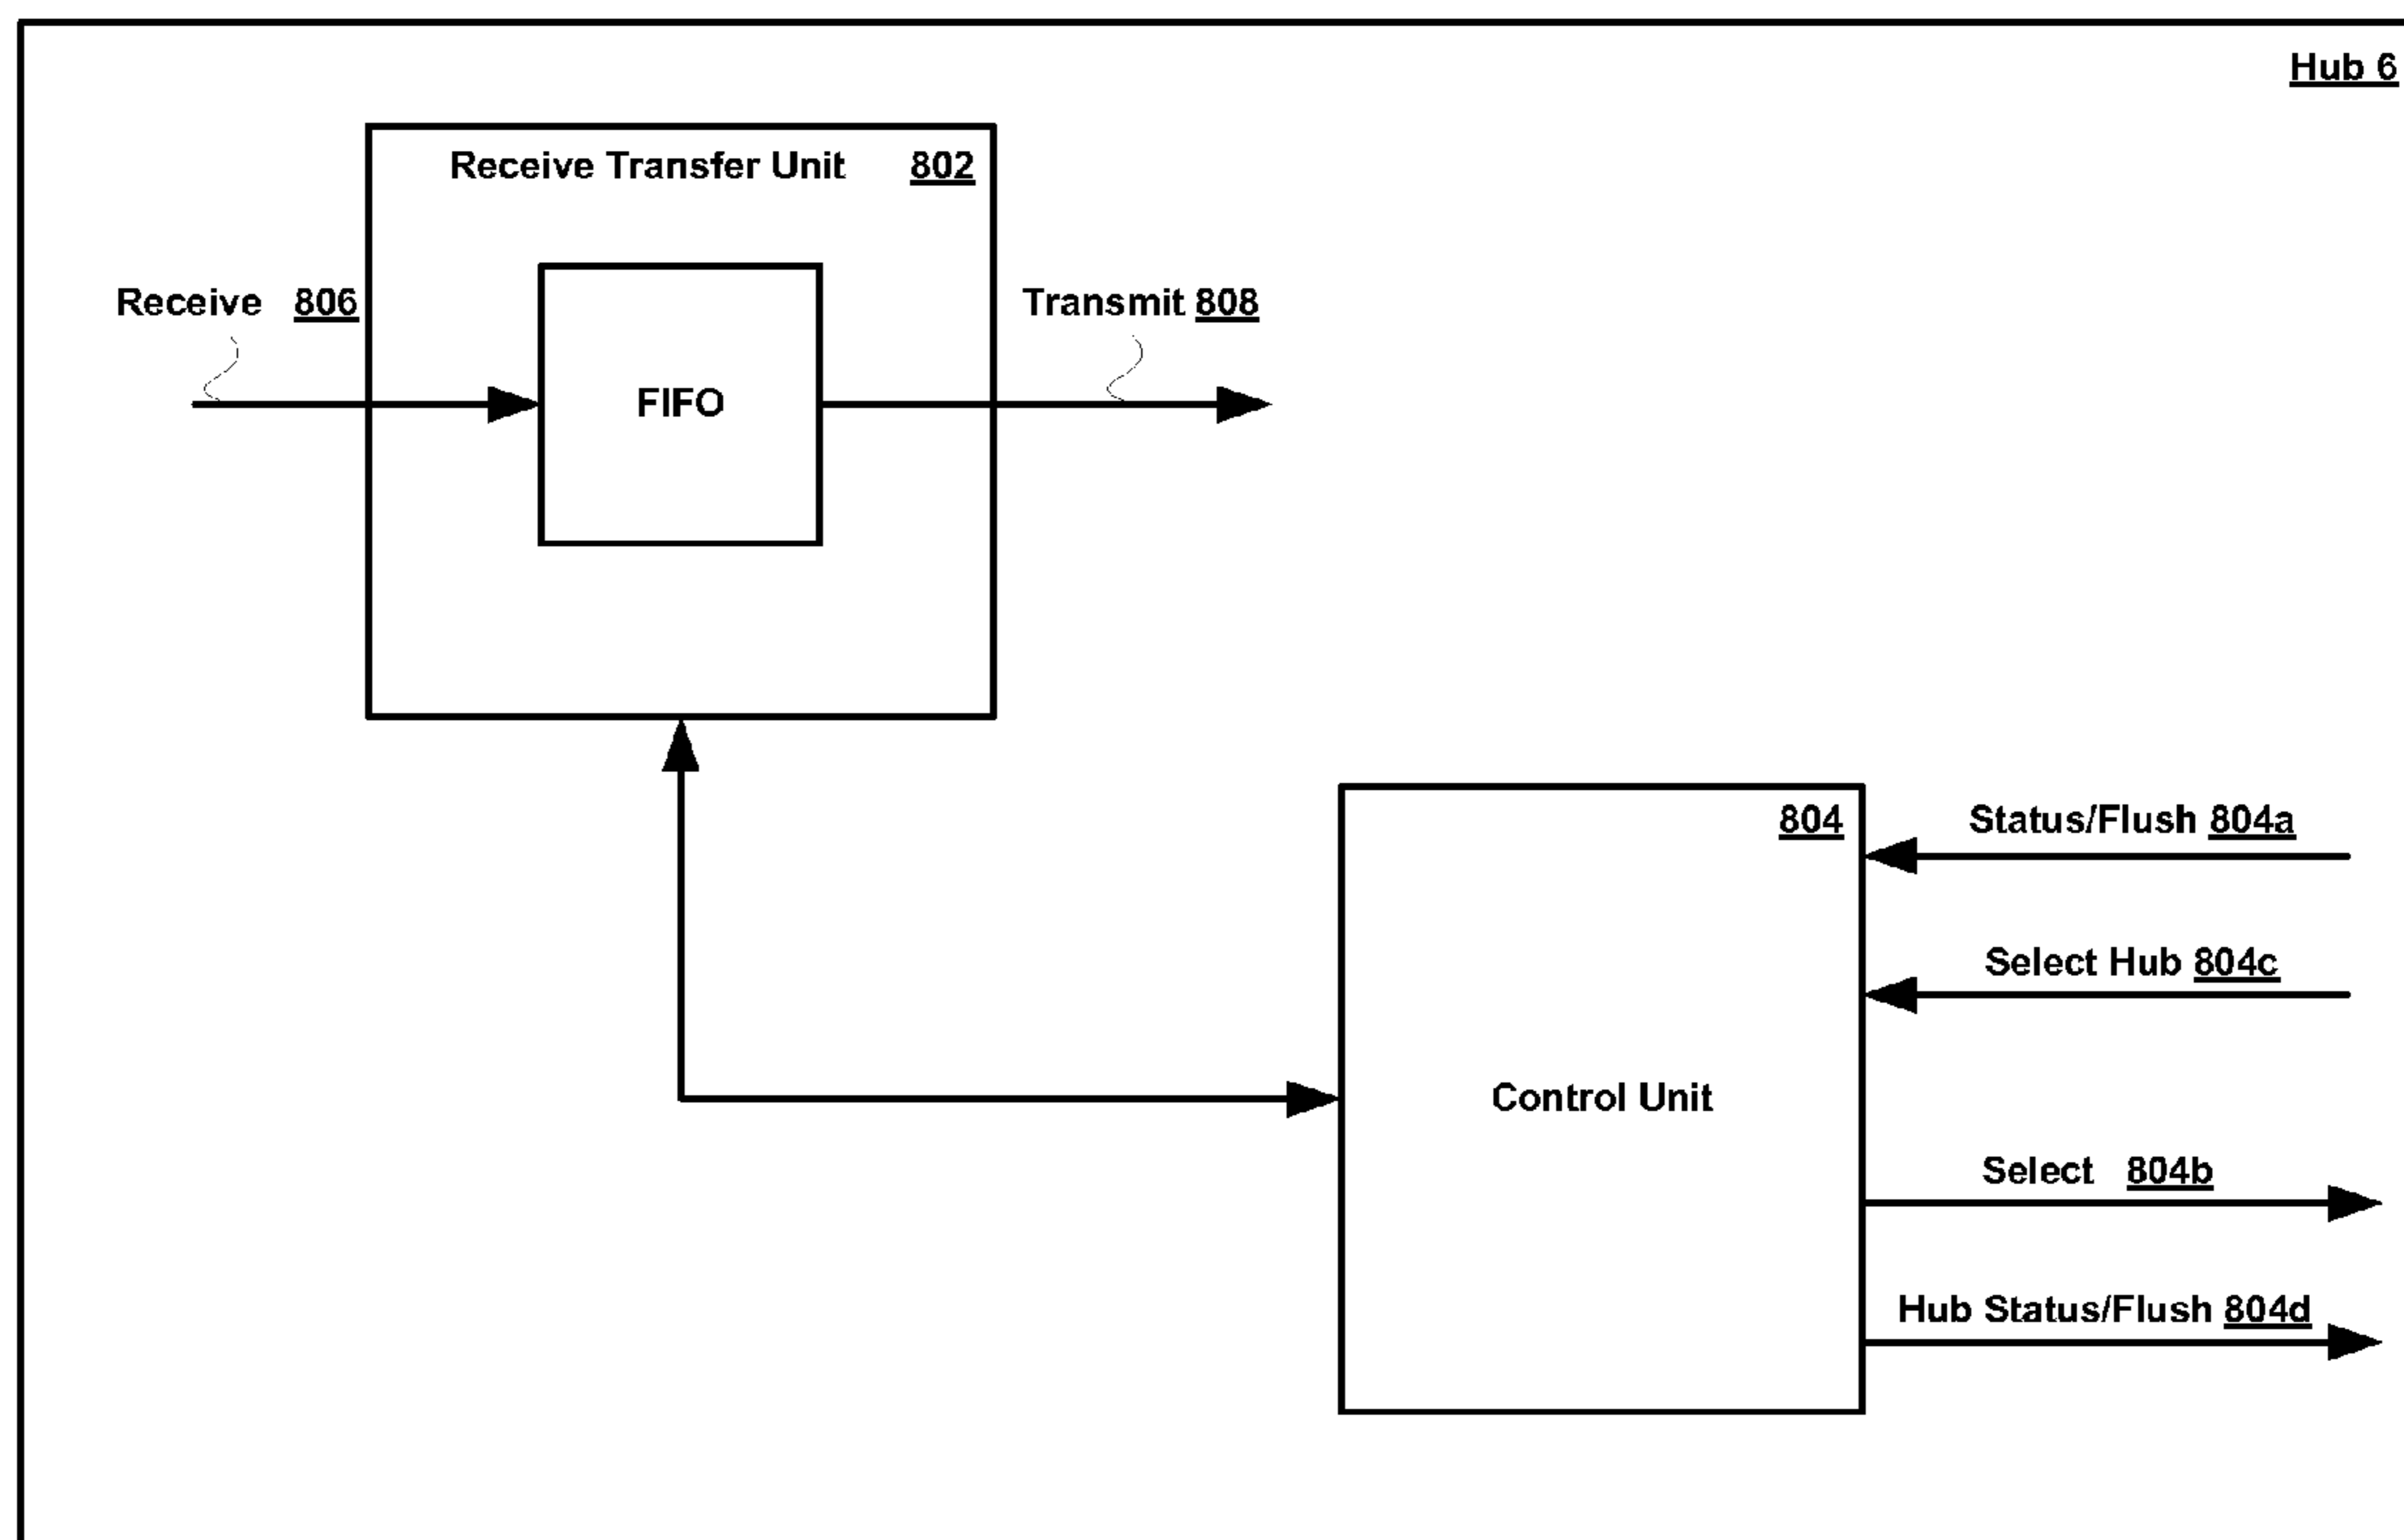 Hub 6
Receive Transfer Unit 802
Receive 806
Transmit 808
FIFO
804
Status/Flush 804a
Select Hub 804c
Control Unit
Select 804b
Hub Status/Flush 804d